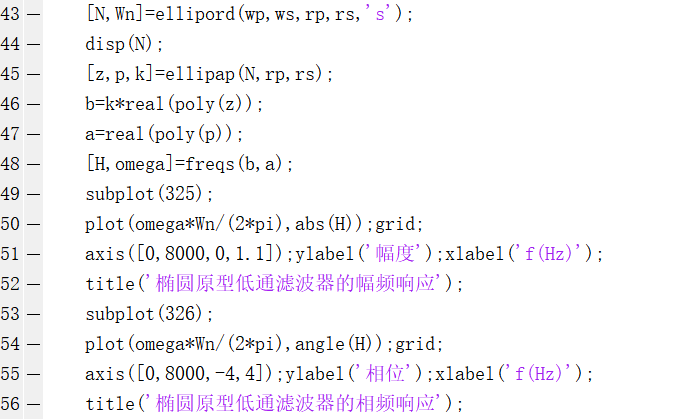 43 — [N,Wn]=ellipord(wp,ws,rp,rs,'s');
44 — disp(N);
45 — [z,p,k]=ellipap(N,rp,rs);
46 — b=k*real(poly(z));
47 — a=real(poly(p));
48 — [H,omega]=freqs(b,a);
49 — subplot(325);
50 — plot(omega*Wn/(2*pi),abs(H));grid;
51 — axis([0,8000,0,1.1]);ylabel('幅度');xlabel('f(Hz)');
52 — title('椭圆原型低通滤波器的幅频响应');
53 — subplot(326);
54 — plot(omega*Wn/(2*pi),angle(H));grid;
55 — axis([0,8000,-4,4]);ylabel('相位');xlabel('f(Hz)');
56 — title('椭圆原型低通滤波器的相频响应');